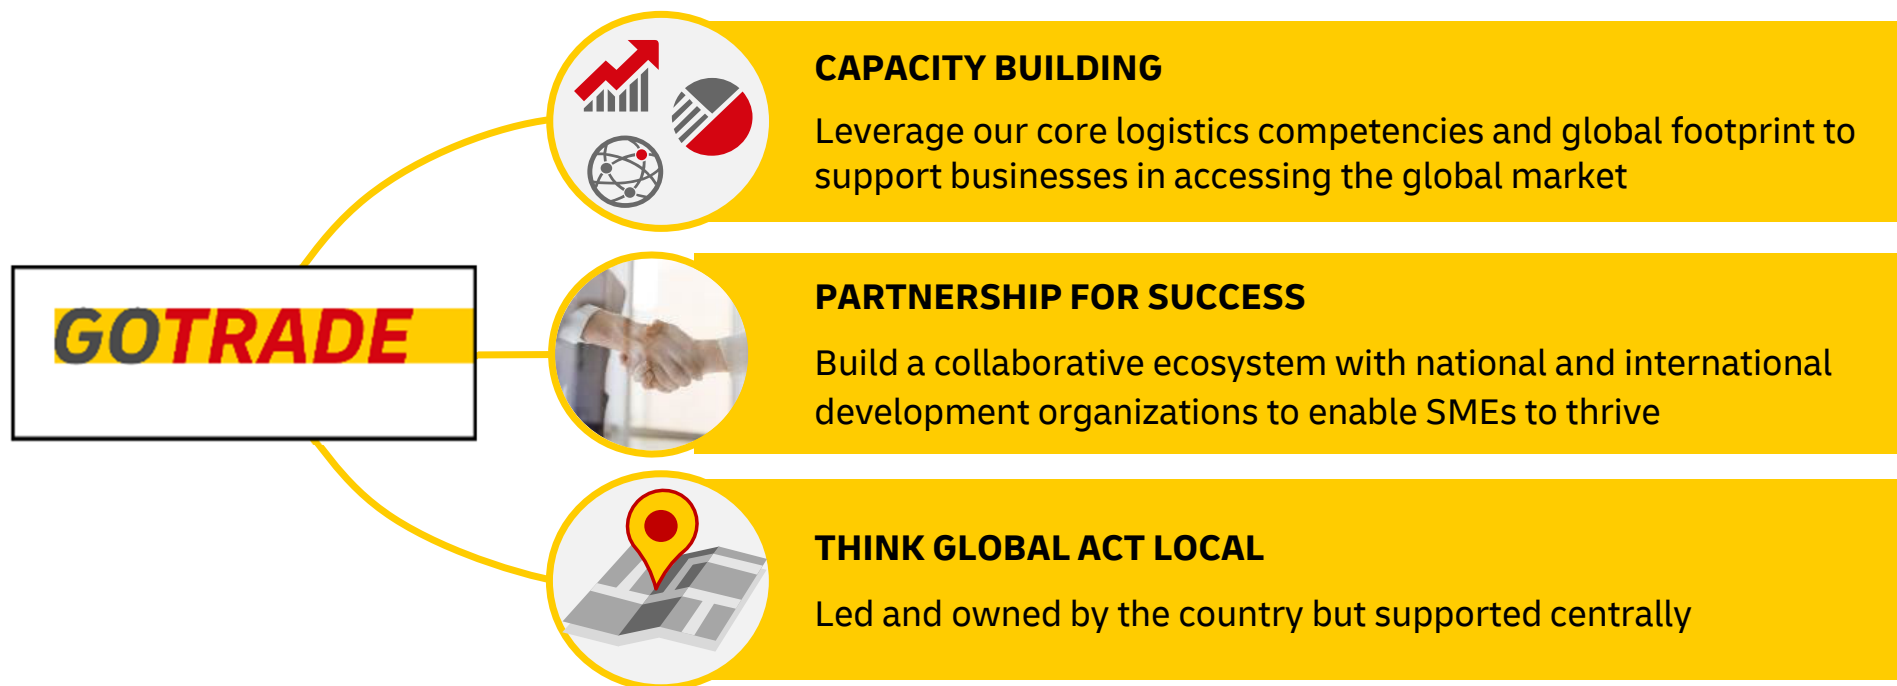 GOTRADE
CAPACITY BUILDING
Leverage our core logistics competencies and global footprint to
support businesses in accessing the global market
PARTNERSHIP FOR SUCCESS
Build a collaborative ecosystem with national and international
development organizations to enable SMEs to thrive
THINK GLOBAL ACT LOCAL
Led and owned by the country but supported centrally